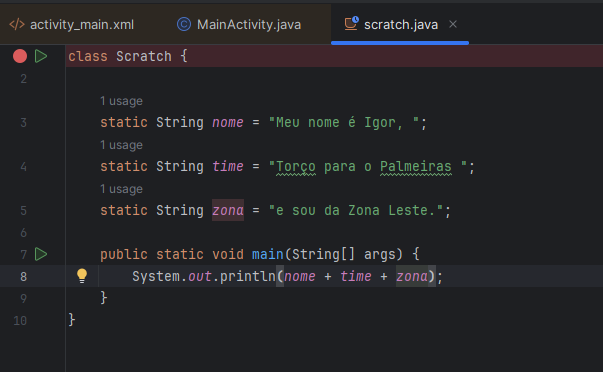 activity_main.xml MainActivity.java scratch.java
class Scratch {
2
1 usage
3 static String nome = "Meu nome é Igor, ";
1 usage
4 static String time = "Torço para o Palmeiras ";
1 usage
5 static String zona = "e sou da Zona Leste.";
6
7 public static void main(String[] args) {
8 System.out.println(nome + time + zona);
9 }
10 }